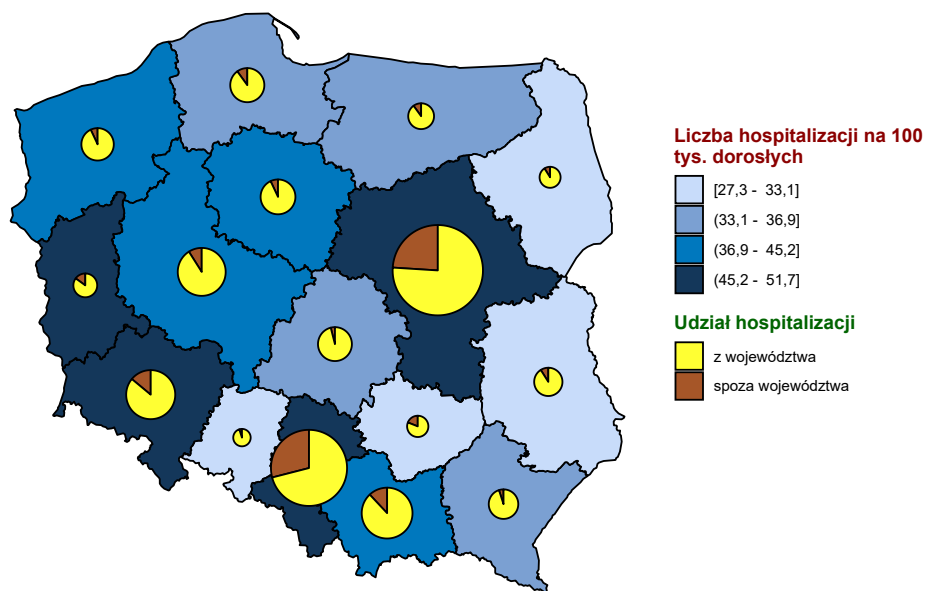 Liczba hospitalizacji na 100
tys. dorosłych
[27,3 - 33,1]
(33,1 - 36,9]
(36,9 - 45,2]
(45,2 - 51,7]
Udział hospitalizacji
z województwa
spoza województwa